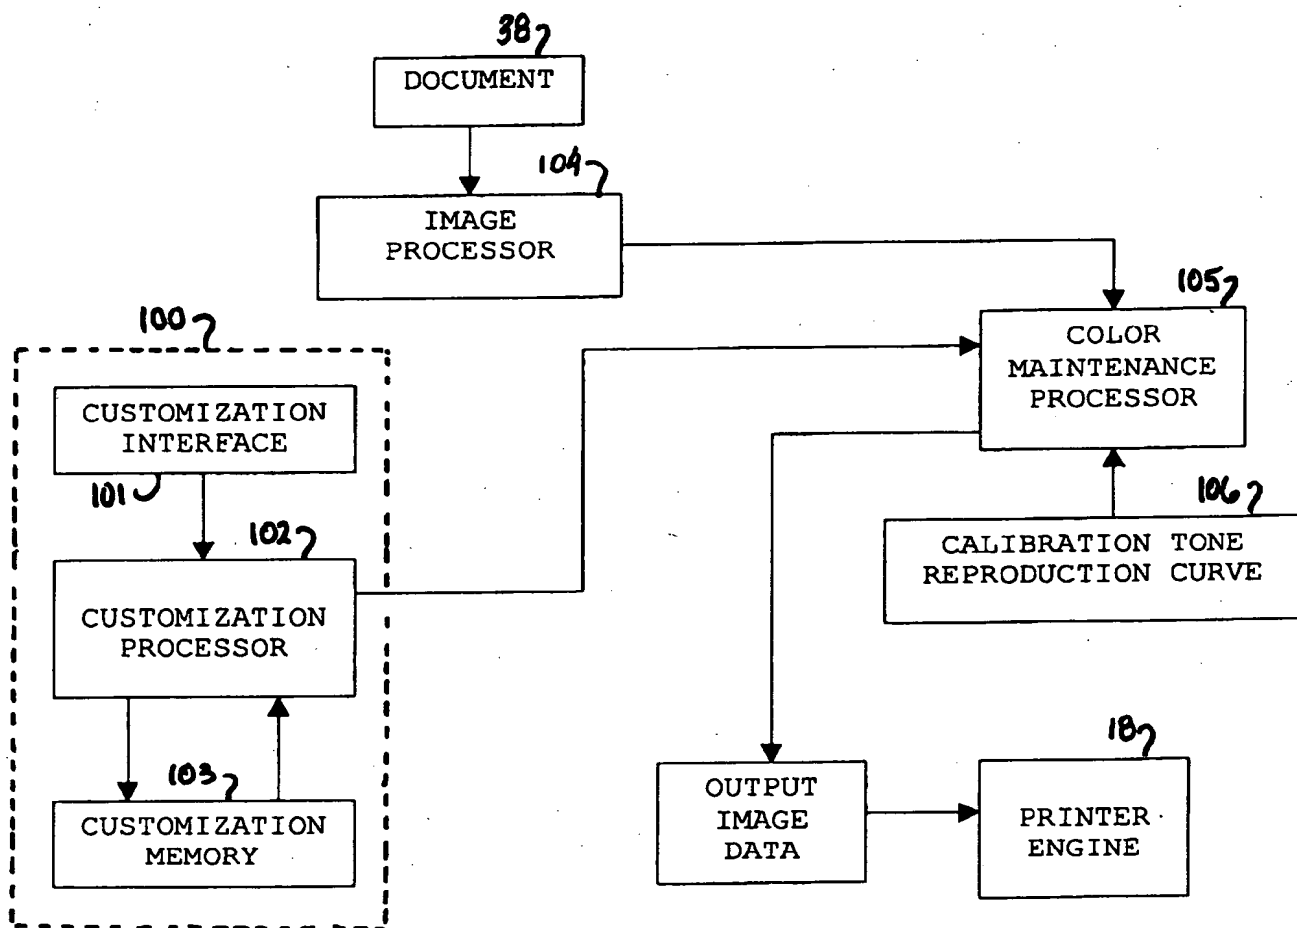 38
DOCUMENT
104
IMAGE
PROCESSOR
105
COLOR
MAINTENANCE
PROCESSOR
100
CUSTOMIZATION
INTERFACE
101
106
CALIBRATION TONE
REPRODUCTION CURVE
102
CUSTOMIZATION
PROCESSOR
18
OUTPUT
IMAGE
DATA
PRINTER
ENGINE
103
CUSTOMIZATION
MEMORY